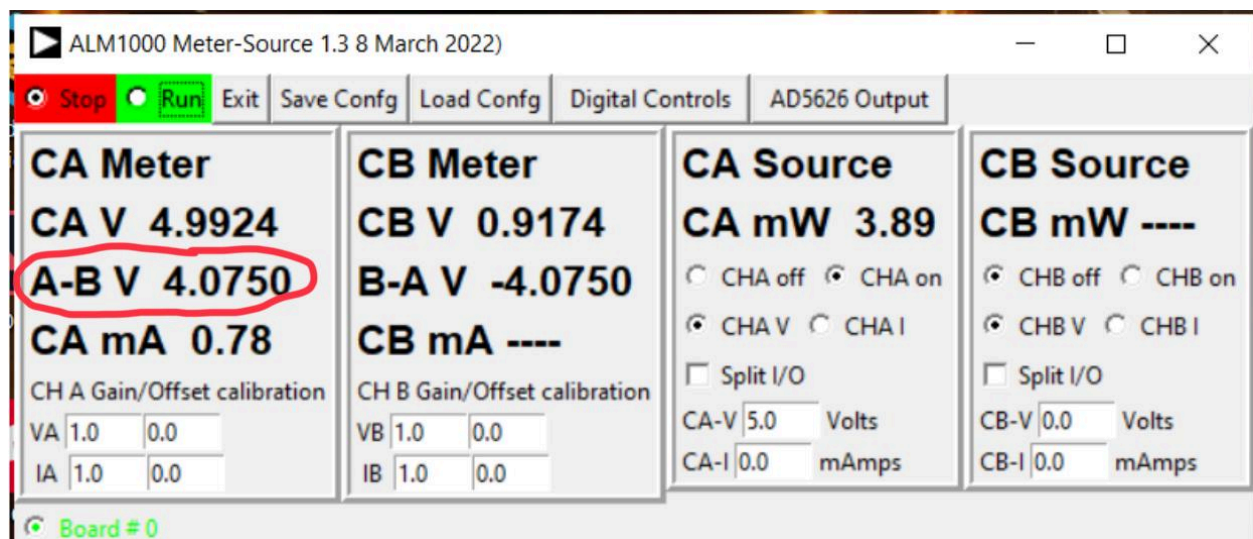 ALM1000 Meter-Source 1.3 8 March 2022)
Stop Run Exit Save Confg Load Confg Digital Controls AD5626 Output
CA Meter
CA V 4.9924
A-B V 4.0750
CA mA 0.78
CH A Gain/Offset calibration
VA 1.0 0.0
IA 1.0 0.0
CB Meter
CB V 0.9174
B-A V -4.0750
CB mA ----
CH B Gain/Offset calibration
VB 1.0 0.0
IB 1.0 0.0
CA Source
CA mW 3.89
CHA off CHA on
CHA V CHA I
Split I/O
CA-V 5.0 Volts
CA-I 0.0 mAmps
CB Source
CB mW ----
CHB off CHB on
CHB V CHB I
Split I/O
CB-V 0.0 Volts
CB-I 0.0 mAmps
Board # 0